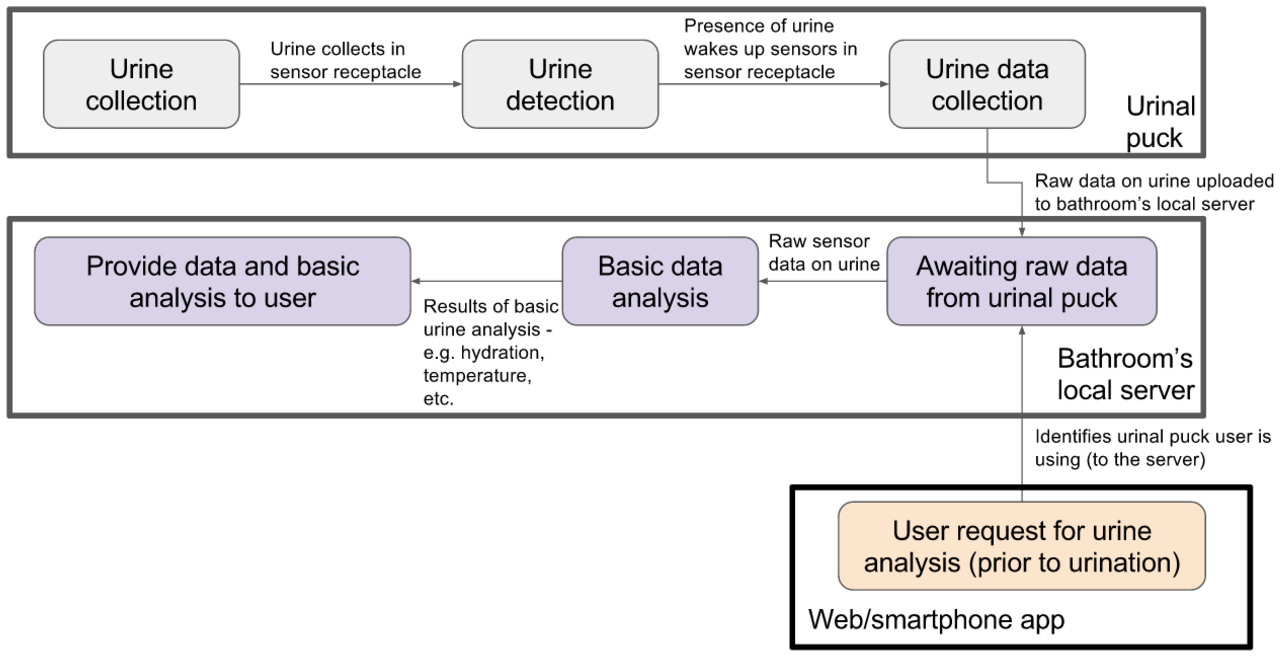 Urine
collection
Urine collects in
sensor receptacle
Urine
detection
Presence of urine
wakes up sensors in
sensor receptacle
Urine data
collection
Urinal
puck
Raw data on urine uploaded
to bathroom’s local server
Provide data and basic
analysis to user
Results of basic
urine analysis -
e.g. hydration,
temperature,
etc.
Basic data
analysis
Raw sensor
data on urine
Awaiting raw data
from urinal puck
Bathroom’s
local server
Identifies urinal puck user is
using (to the server)
User request for urine
analysis (prior to urination)
Web/smartphone app